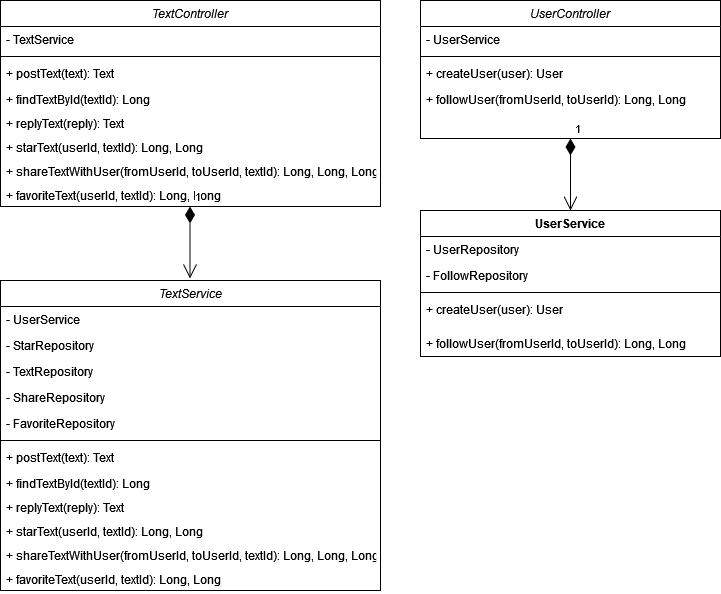 TextController
- TextService
+ postText(text): Text
+ findTextById(textId): Long
+ replyText(reply): Text
+ starText(userId, textId): Long, Long
+ shareTextWithUser(fromUserId, toUserId, textId): Long, Long, Long
+ favoriteText(userId, textId): Long, Long
1
TextService
- UserService
- StarRepository
- TextRepository
- ShareRepository
- FavoriteRepository
+ postText(text): Text
+ findTextById(textId): Long
+ replyText(reply): Text
+ starText(userId, textId): Long, Long
+ shareTextWithUser(fromUserId, toUserId, textId): Long, Long, Long
+ favoriteText(userId, textId): Long, Long
UserController
- UserService
+ createUser(user): User
+ followUser(fromUserId, toUserId): Long, Long
1
UserService
- UserRepository
- FollowRepository
+ createUser(user): User
+ followUser(fromUserId, toUserId): Long, Long